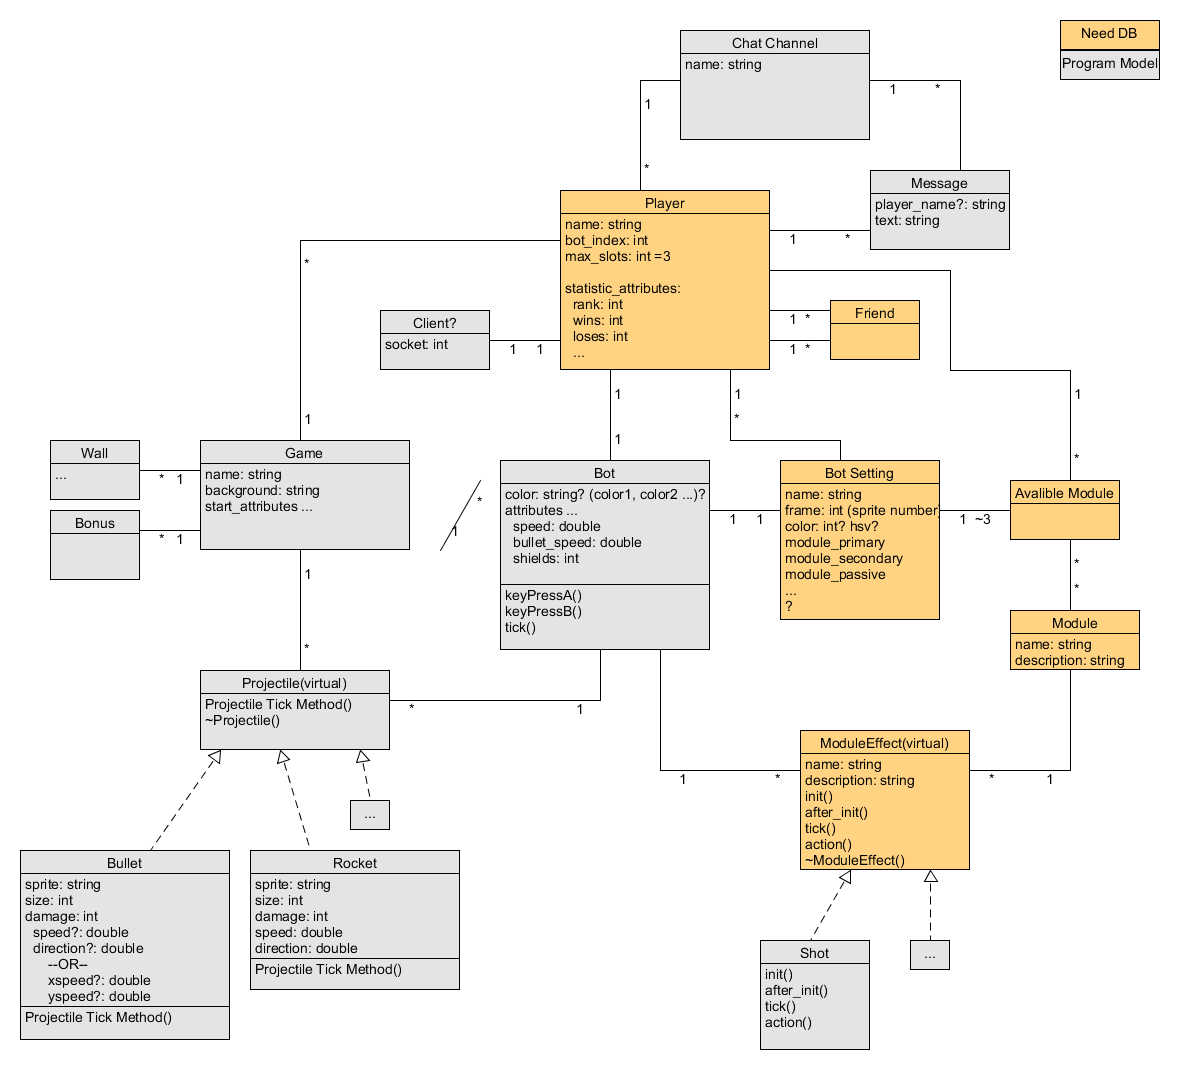 Need DB
Program Model
Chat Channel
name: string
1
*
1
*
Message
player_name?: string
text: string
Player
name: string
bot_index: int
max_slots: int =3
statistic_attributes:
rank: int
wins: int
loses: int
...
1
*
*
1
Client?
socket: int
1
1
Friend
1
*
1
*
1
*
1
1
1
*
Wall
...
*
1
Bonus
*
1
Game
name: string
background: string
start_attributes ...
*
1
Bot
color: string? (color1, color2 ...)?
attributes ...
speed: double
bullet_speed: double
shields: int
keyPressA()
keyPressB()
tick()
1
1
Bot Setting
name: string
frame: int (sprite number)
color: int? hsv?
module_primary
module_secondary
module_passive
...
?
1
~3
Avalible Module
*
*
Module
name: string
description: string
1
*
Projectile(virtual)
Projectile Tick Method()
~Projectile()
*
1
1
*
ModuleEffect(virtual)
name: string
description: string
init()
after_init()
tick()
action()
~ModuleEffect()
*
1
...
Bullet
sprite: string
size: int
damage: int
speed?: double
direction?: double
--OR--
xspeed?: double
yspeed?: double
Projectile Tick Method()
Rocket
sprite: string
size: int
damage: int
speed: double
direction: double
Projectile Tick Method()
Shot
init()
after_init()
tick()
action()
...